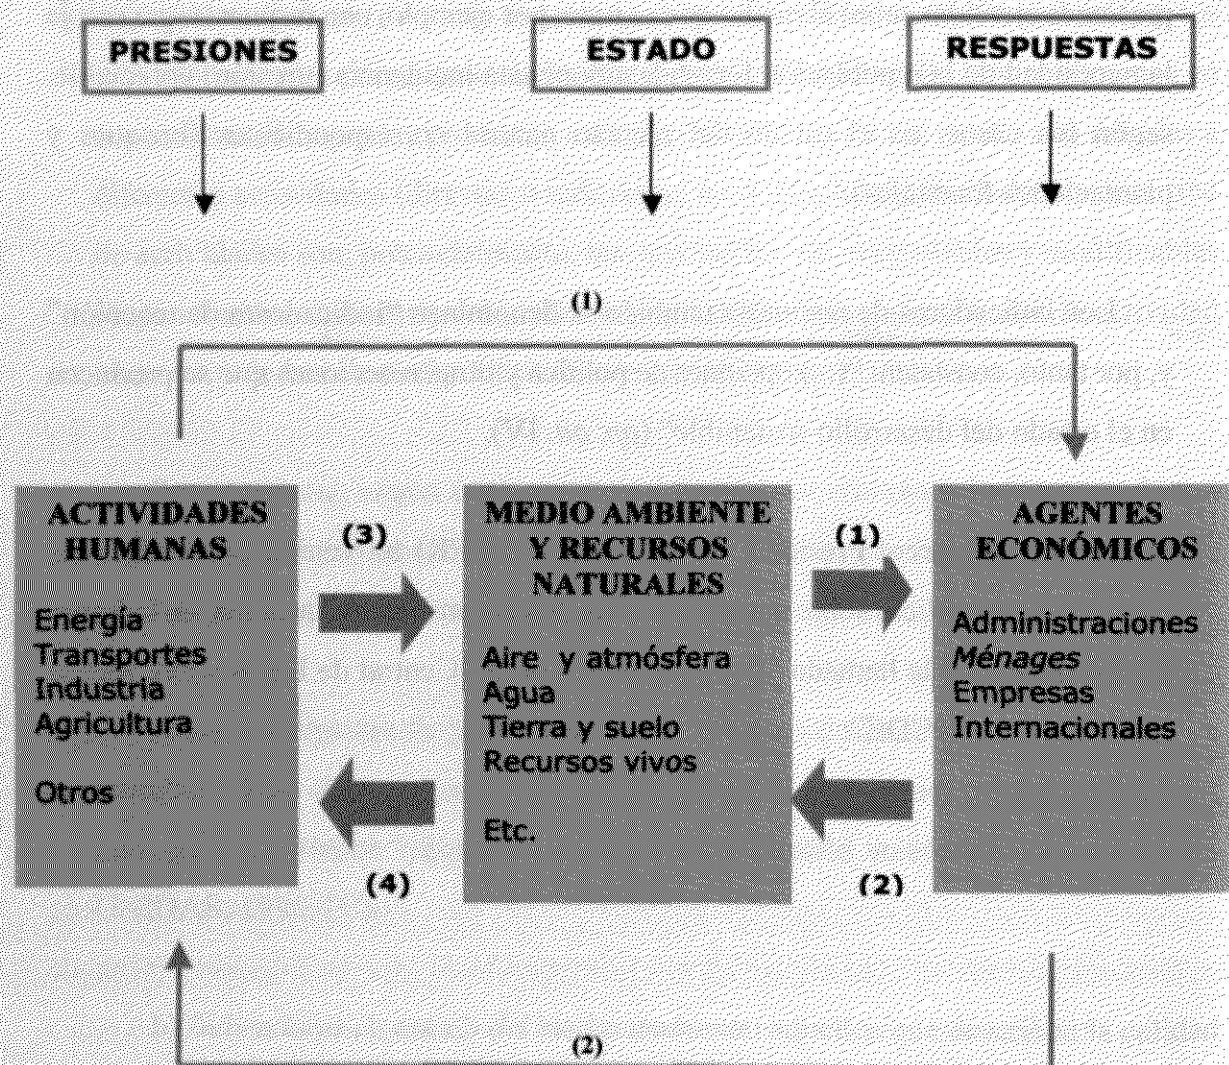 PRESIONES
ESTADO
RESPUESTAS
(1)
ACTIVIDADES
HUMANAS
Energía
Transportes
Industria
Agricultura
Otros
(3)
(4)
MEDIO AMBIENTE
Y RECURSOS
NATURALES
Aire y atmósfera
Agua
Tierra y suelo
Recursos vivos
Etc.
(1)
(2)
AGENTES
ECONÓMICOS
Administraciones
Ménages
Empresas
Internacionales
(2)